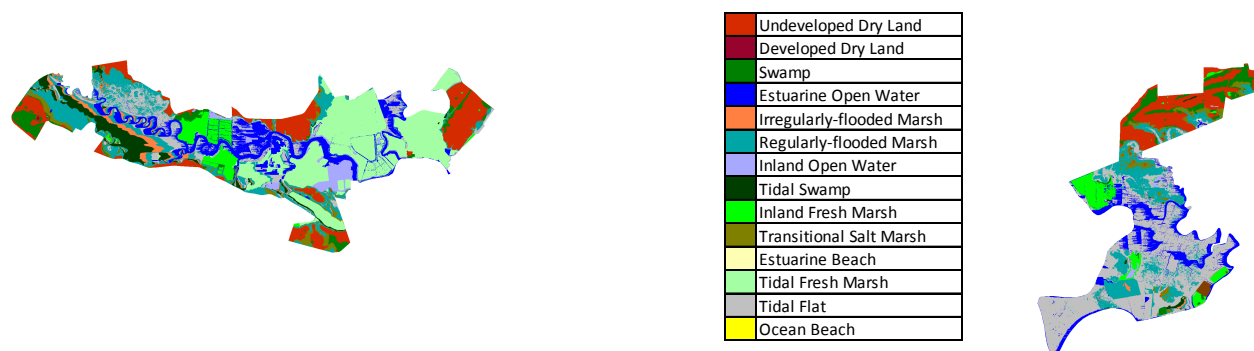 Undeveloped Dry Land
Developed Dry Land
Swamp
Estuarine Open Water
Irregularly-flooded Marsh
Regularly-flooded Marsh
Inland Open Water
Tidal Swamp
Inland Fresh Marsh
Transitional Salt Marsh
Estuarine Beach
Tidal Fresh Marsh
Tidal Flat
Ocean Beach